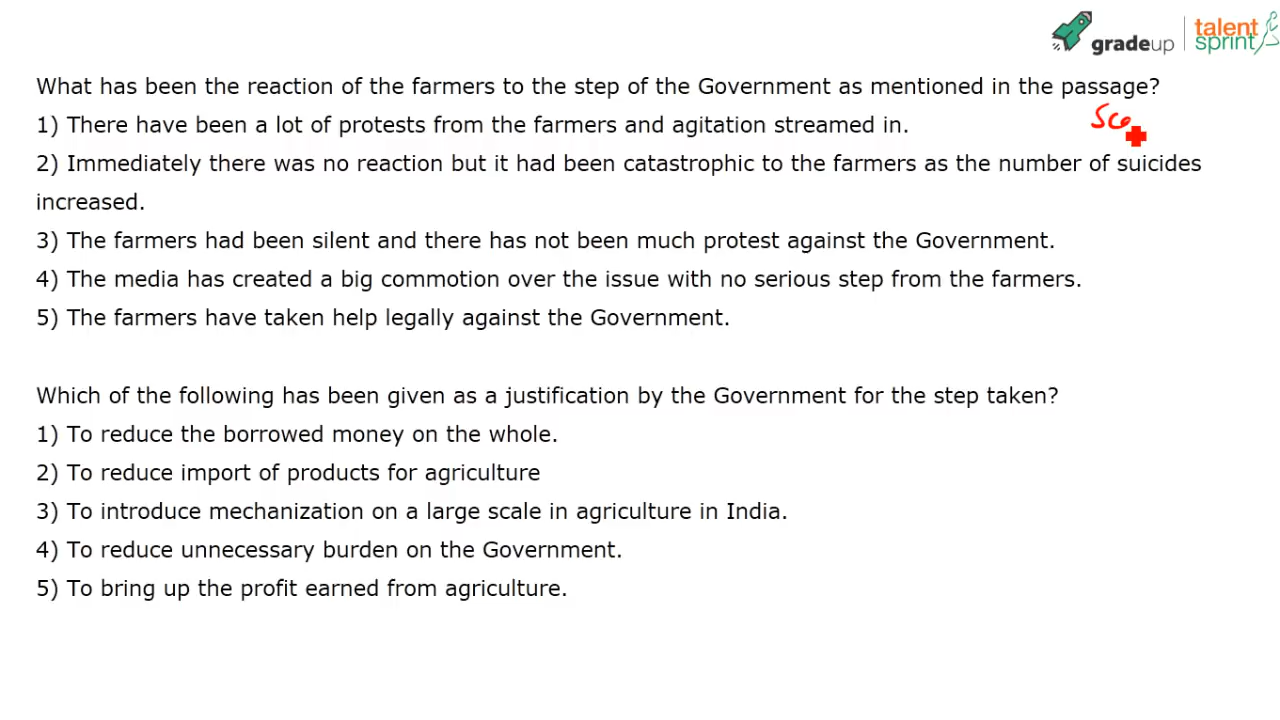 gradeup
talent
sprint
What has been the reaction of the farmers to the step of the Government as mentioned in the passage?
1) There have been a lot of protests from the farmers and agitation streamed in.
2) Immediately there was no reaction but it had been catastrophic to the farmers as the number of suicides
increased.
3) The farmers had been silent and there has not been much protest against the Government.
4) The media has created a big commotion over the issue with no serious step from the farmers.
5) The farmers have taken help legally against the Government.
Which of the following has been given as a justification by the Government for the step taken?
1) To reduce the borrowed money on the whole.
2) To reduce import of products for agriculture
3) To introduce mechanization on a large scale in agriculture in India.
4) To reduce unnecessary burden on the Government.
5) To bring up the profit earned from agriculture.